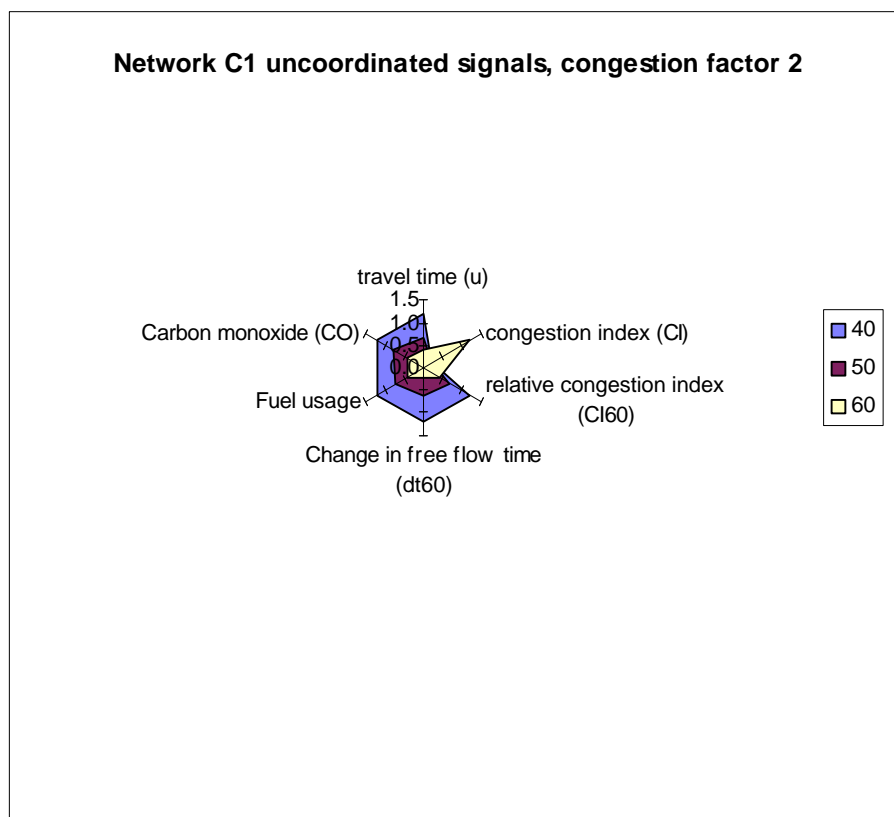 Network C1 uncoordinated signals, congestion factor 2
travel time (u)
1.5
1.0
0.5
0.0
Carbon monoxide (CO)
congestion index (CI)
relative congestion index
(CI60)
Fuel usage
Change in free flow time
(dt60)
40
50
60